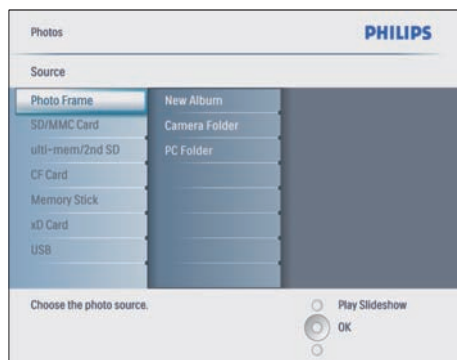 Photos
PHILIPS
Source
Photo Frame
New Album
SD/MMC Card
Camera Folder
ulti-mem/2nd SD
PC Folder
CF Card
Memory Stick
xD Card
USB
Choose the photo source.
Play Slideshow
OK